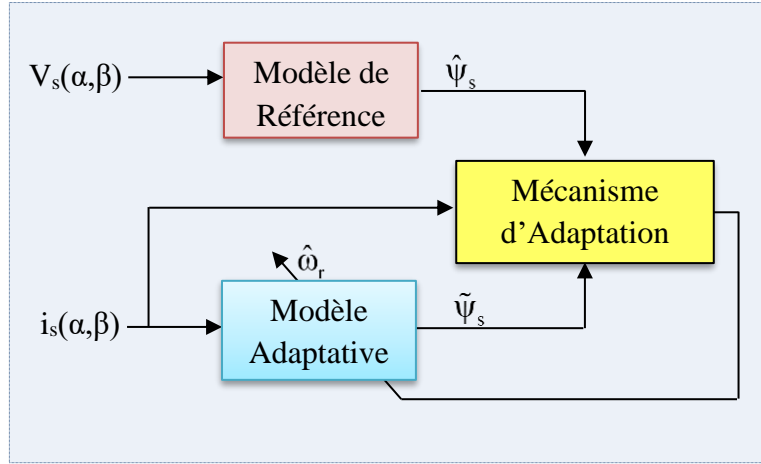 Vs(α,β)
Modèle de
Référence
ψ̂s
Mécanisme
d’Adaptation
ω̂r
is(α,β)
Modèle
Adaptative
ψ̃s